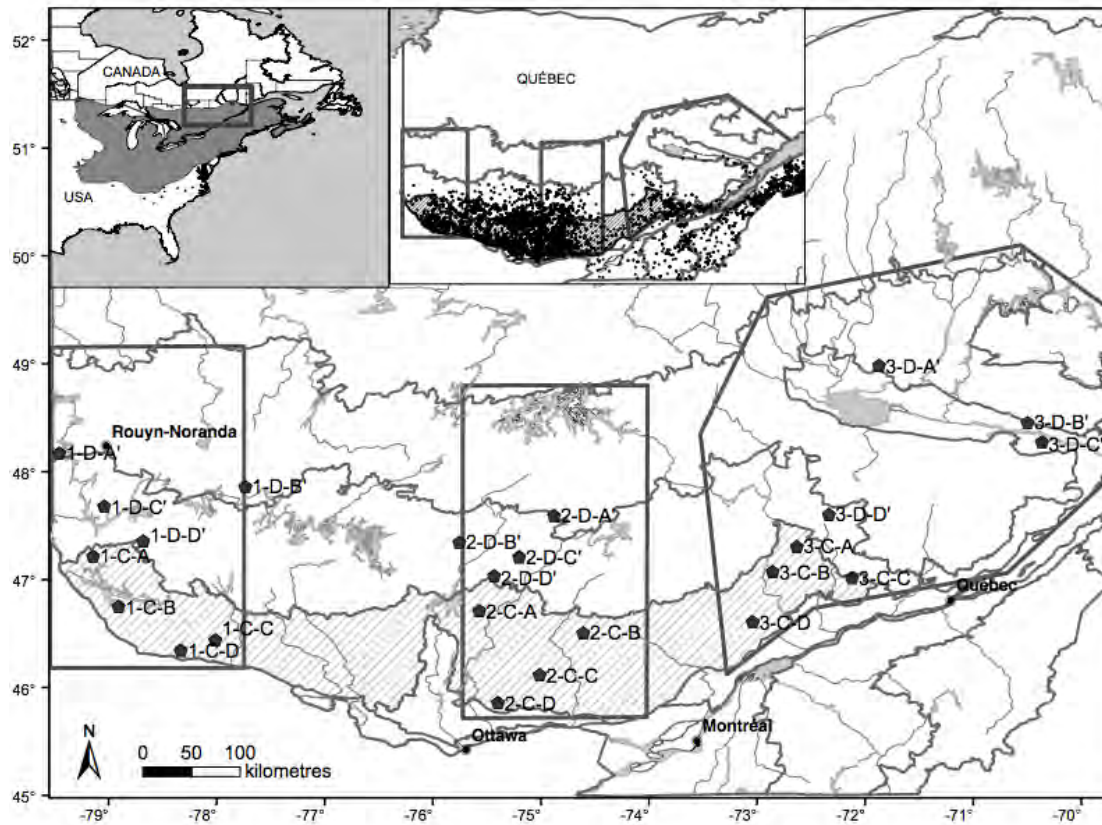 52°
51°
50°
49°
48°
47°
46°
45°
CANADA
USA
QUÉBEC
3-D-A'
3-D-B'
3-D-C'
Rouyn-Noranda
1-D-A'
1-D-B'
1-D-C'
1-D-D'
1-C-A
1-C-B
1-C-C
1-C-D
2-D-A'
2-D-B'
2-D-C'
2-D-D'
2-C-A
2-C-B
2-C-C
2-C-D
3-D-D'
3-C-A
3-C-B
3-C-C
3-C-D
Québec
Montréal
Ottawa
N
0 50 100
kilometres
-79° -78° -77° -76° -75° -74° -73° -72° -71° -70°